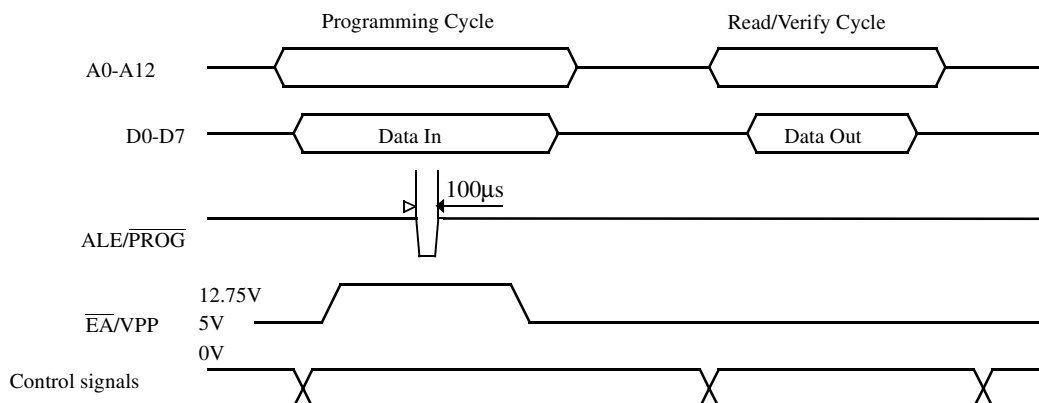 Programming Cycle
Read/Verify Cycle
A0-A12
D0-D7
Data In
Data Out
100μs
ALE/PROG
12.75V
EA/VPP
5V
0V
Control signals